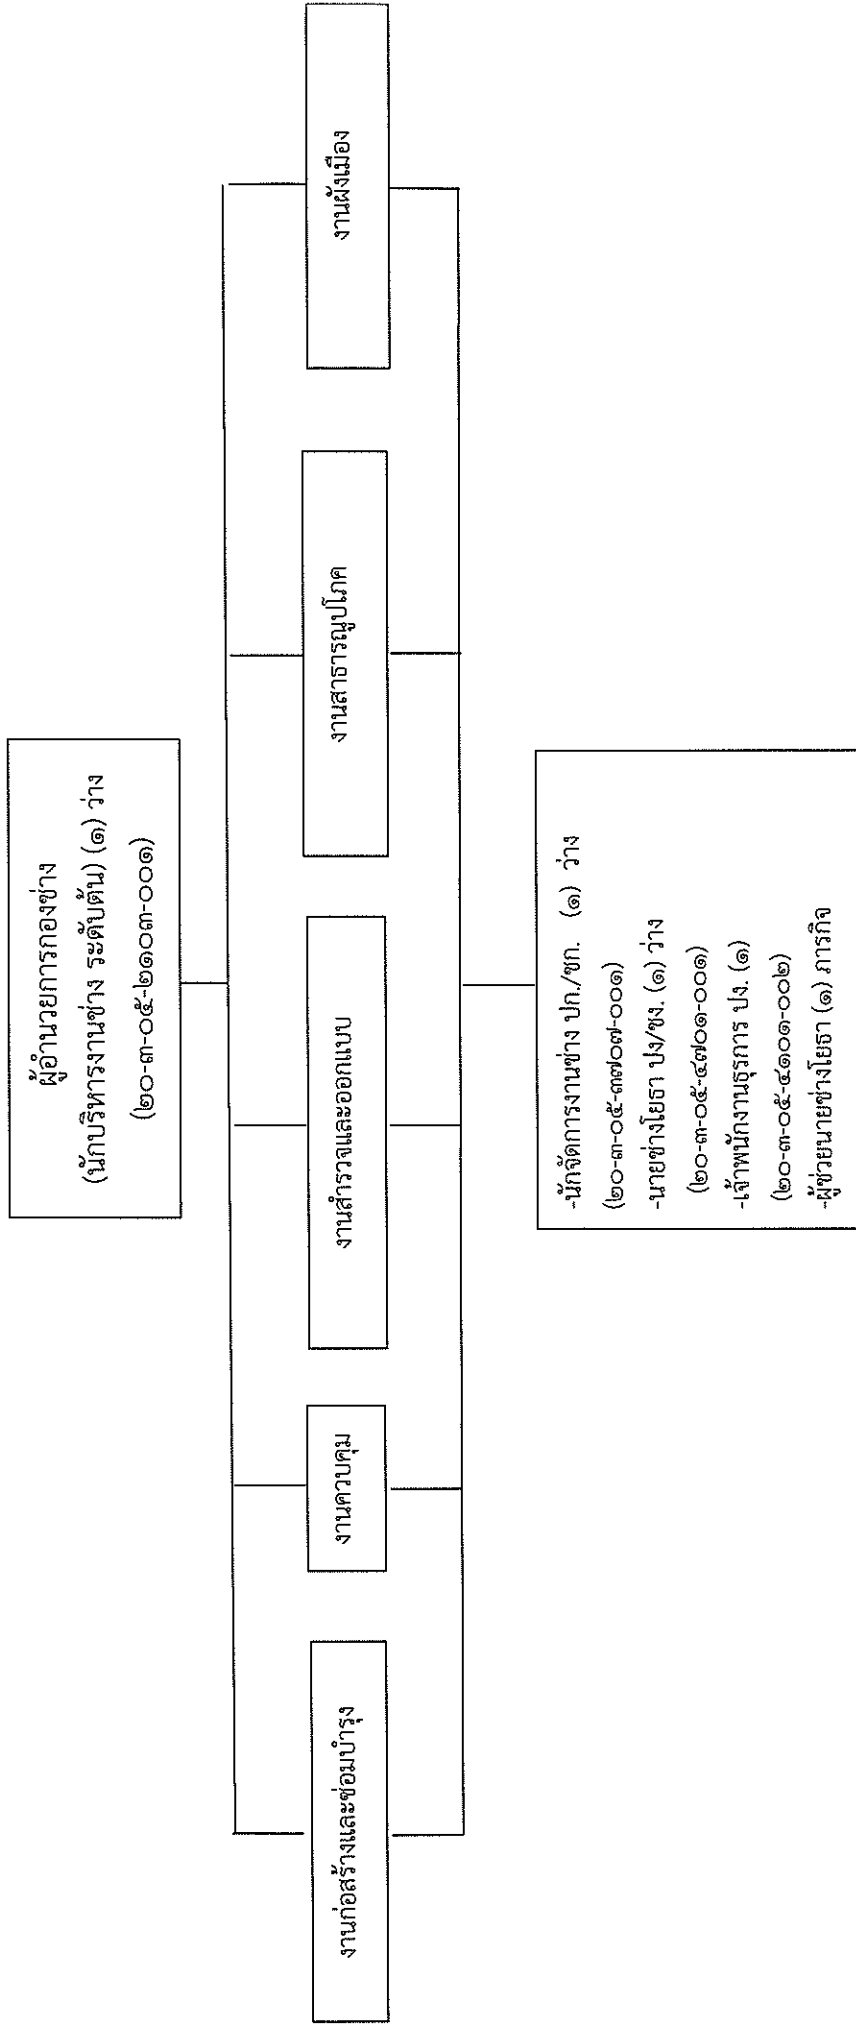 ผู้อำนวยการกองช่าง
(นักบริหารงานช่าง ระดับต้น) (๑) ว่าง
(๒๐-๓-๐๕-๒๑๐๓-๐๐๑)
งานก่อสร้างและซ่อมบำรุง
งานควบคุม
งานสำรวจและออกแบบ
งานสาธารณูปโภค
งานผังเมือง
-นักจัดการงานช่าง ปก./ชก. (๑) ว่าง
(๒๐-๓-๐๕-๓๗๐๗-๐๐๑)
-นายช่างโยธา ปง/ชง. (๑) ว่าง
(๒๐-๓-๐๕-๔๗๐๑-๐๐๑)
-เจ้าพนักงานธุรการ ปง. (๑)
(๒๐-๓-๐๕-๔๑๐๑-๐๐๒)
-ผู้ช่วยนายช่างโยธา (๑) ภารกิจ